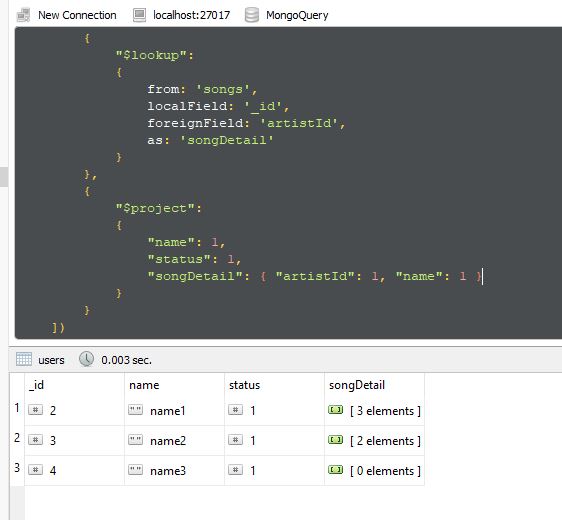 New Connection localhost:27017 MongoQuery
{
"$lookup":
{
from: 'songs',
localField: '_id',
foreignField: 'artistId',
as: 'songDetail'
}
},
{
"$project":
{
"name": 1,
"status": 1,
"songDetail": { "artistId": 1, "name": 1 }
}
}
])
users 0.003 sec.
_id name status songDetail
1 # 2 "" name1 # 1 [ 3 elements ]
2 # 3 "" name2 # 1 [ 2 elements ]
3 # 4 "" name3 # 1 [ 0 elements ]